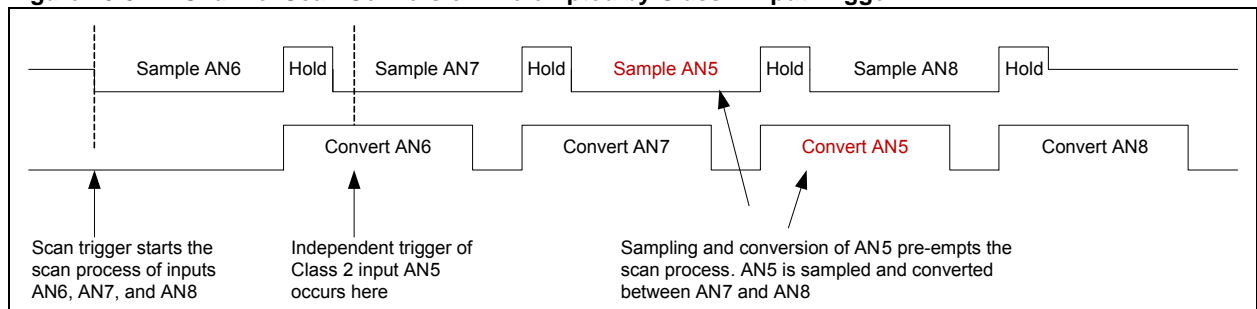 Sample AN6 Hold Sample AN7 Hold Sample AN5 Hold Sample AN8 Hold
Convert AN6 Convert AN7 Convert AN5 Convert AN8
Scan trigger starts the
scan process of inputs
AN6, AN7, and AN8
Independent trigger of
Class 2 input AN5
occurs here
Sampling and conversion of AN5 pre-empts the
scan process. AN5 is sampled and converted
between AN7 and AN8